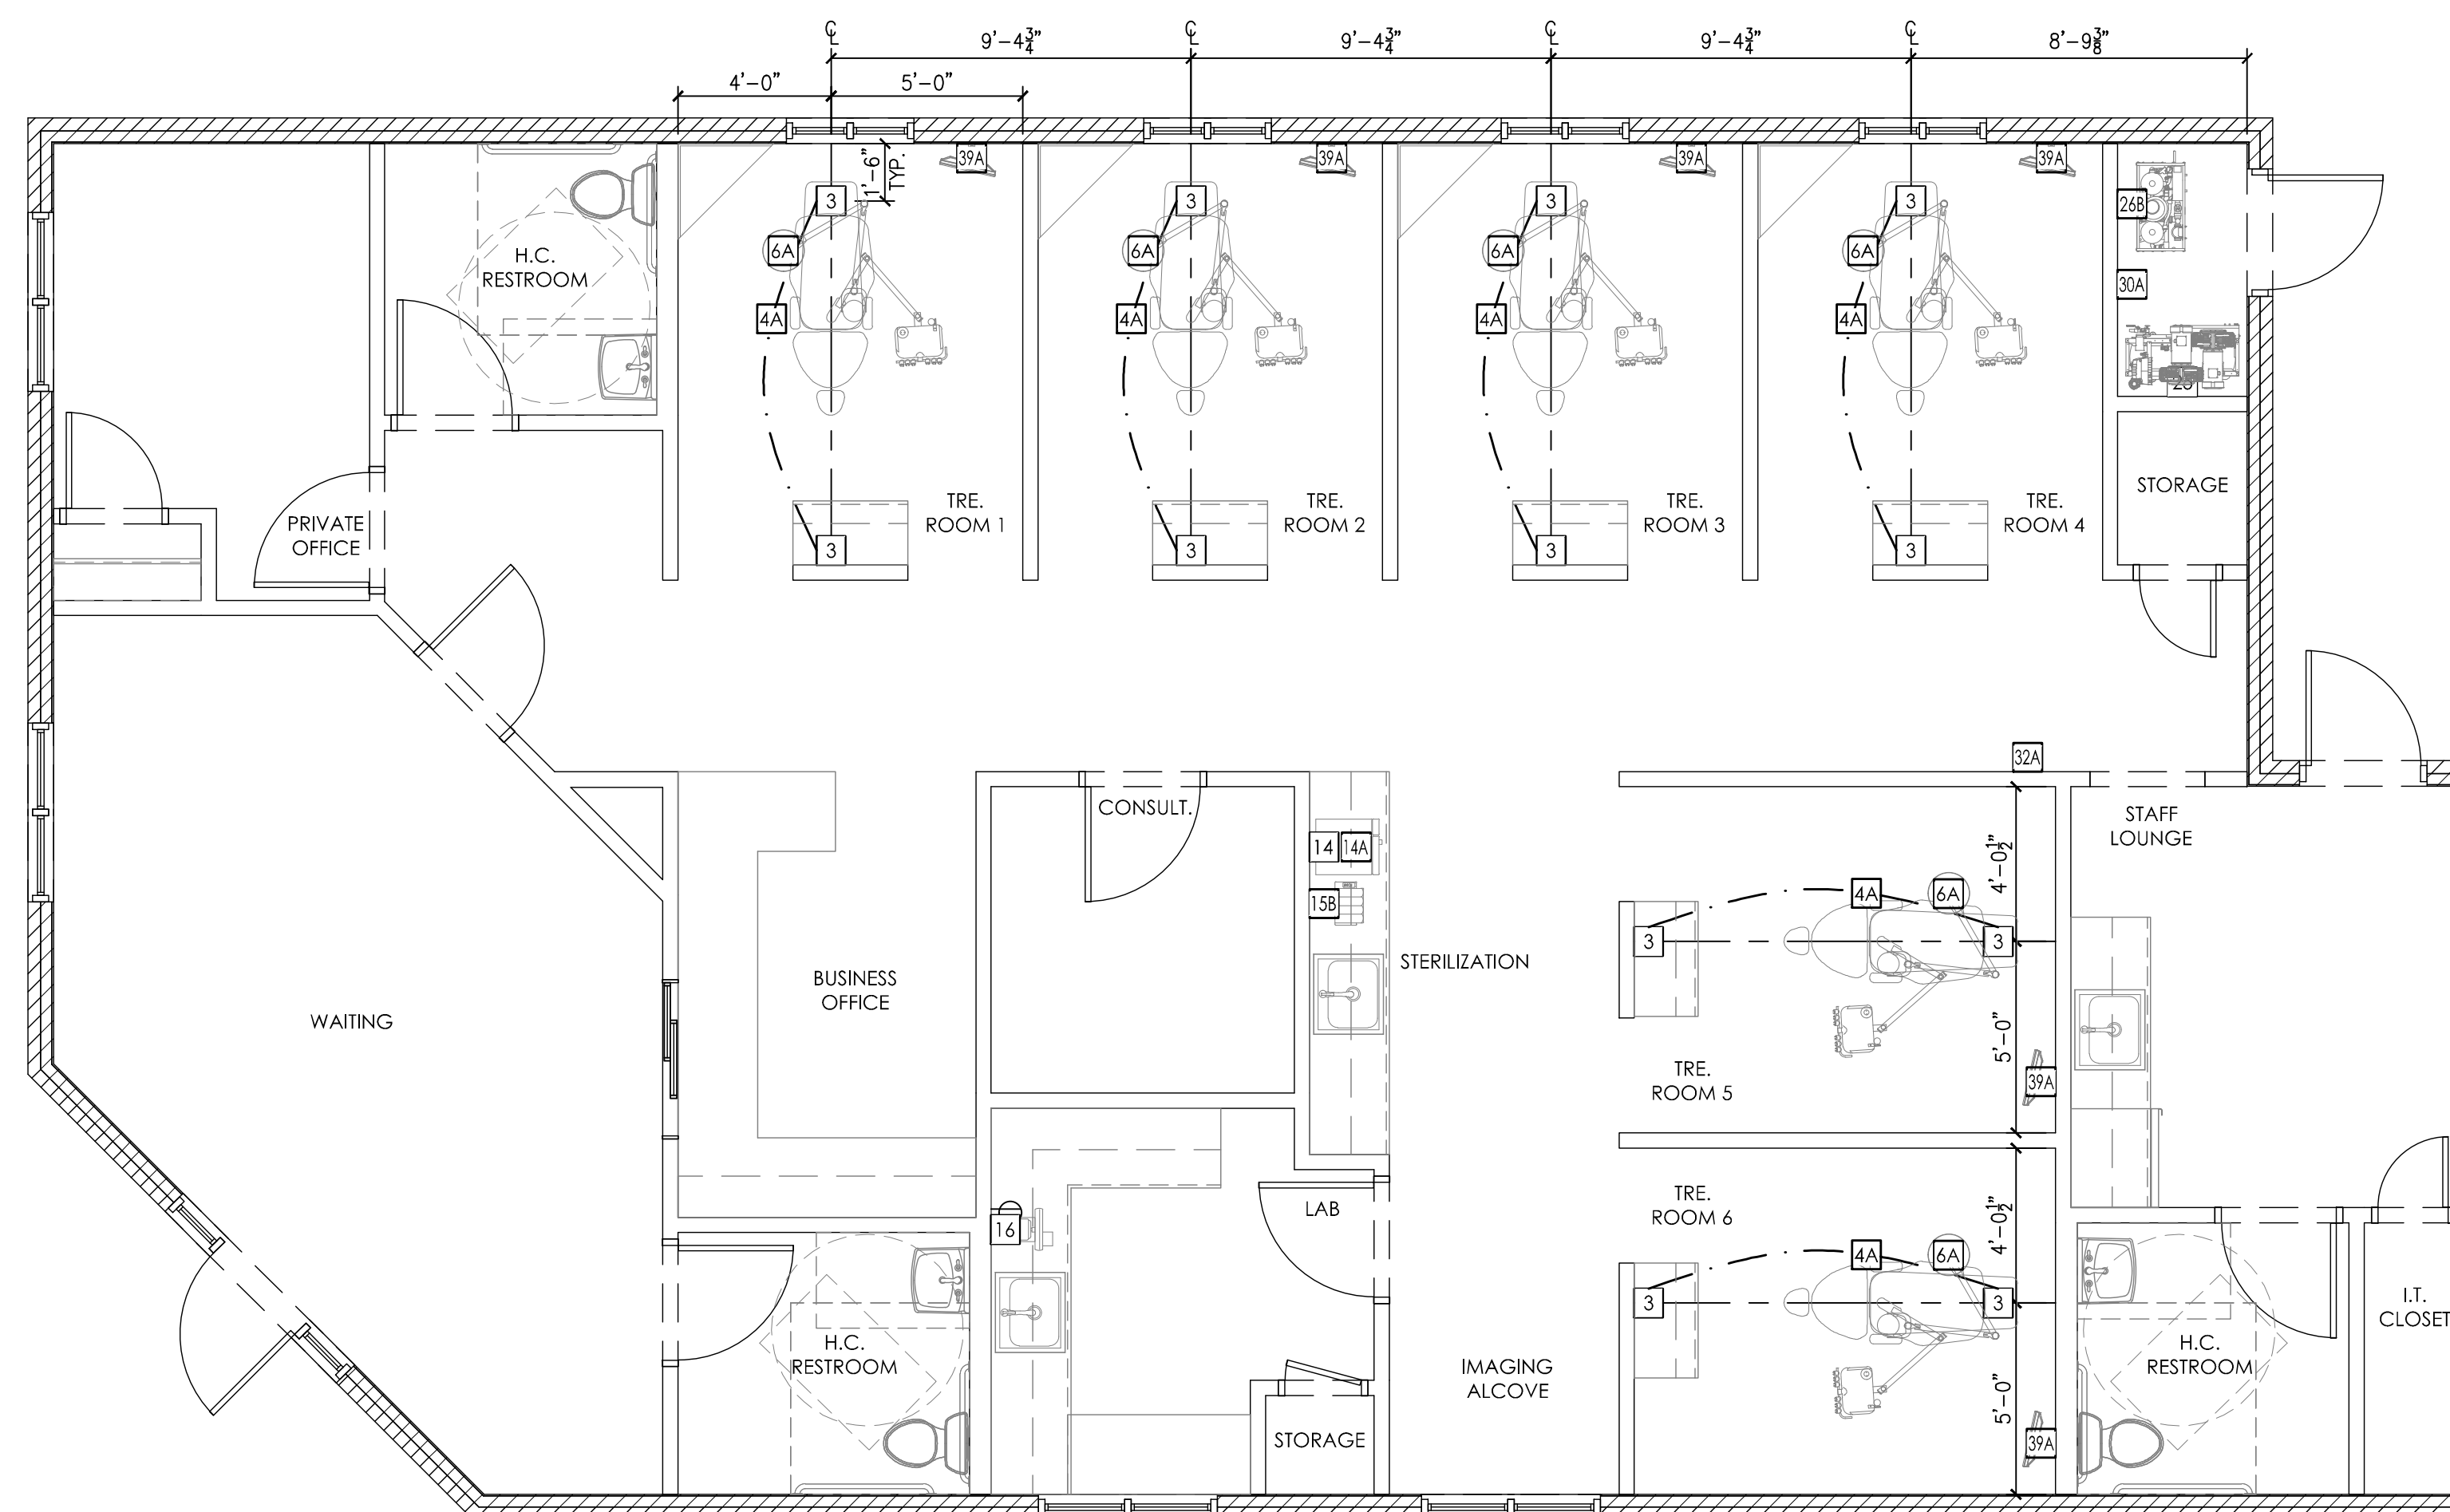 ℄ ℄ ℄ ℄
9'-4¾" 9'-4¾" 9'-4¾" 8'-9⅜"
4'-0" 5'-0"
1'-6"
TYP.
39A 39A 39A 39A
3 3 3 3
26B
6A 6A 6A 6A
H.C.
RESTROOM
30A
4A 4A 4A 4A
TRE.
ROOM 1
TRE.
ROOM 2
TRE.
ROOM 3
TRE.
ROOM 4
STORAGE
PRIVATE
OFFICE
3 3 3 3
32A
CONSULT.
STAFF
LOUNGE
14 14A
4'-0½"
15B
4A 6A
3 3
STERILIZATION
BUSINESS
OFFICE
WAITING
5'-0"
TRE.
ROOM 5
39A
TRE.
ROOM 6
LAB
16
4'-0½"
4A 6A
3 3
I.T.
CLOSET
H.C.
RESTROOM
IMAGING
ALCOVE
H.C.
RESTROOM
5'-0"
STORAGE
39A